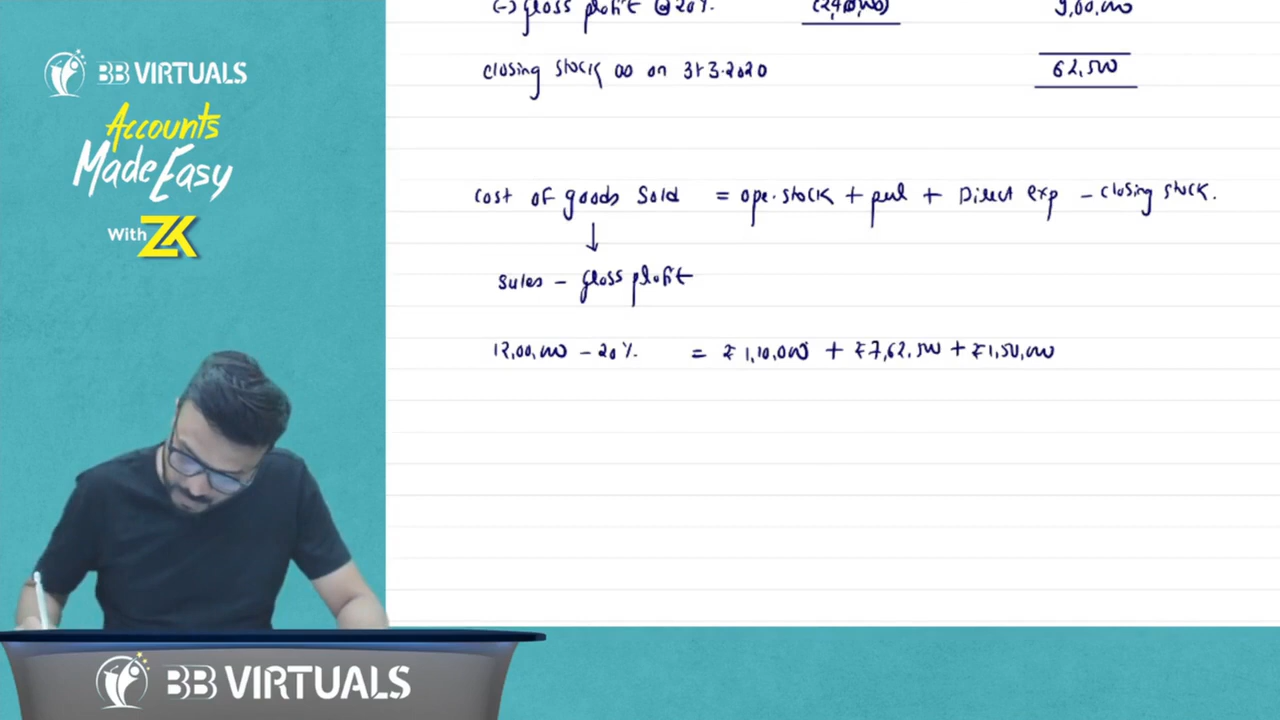 BB VIRTUALS
Accounts
Made Easy
With ZK
(-) gross profit @ 20%. (2,40,000) 9,00,000
closing stock as on 31.3.2020 62,500
cost of goods sold = ope. stock + pur + Direct exp - closing stock.
↓
sales - gross profit
12,00,000 - 20%. = ₹1,10,000 + ₹7,62,500 + ₹1,50,000
BB VIRTUALS